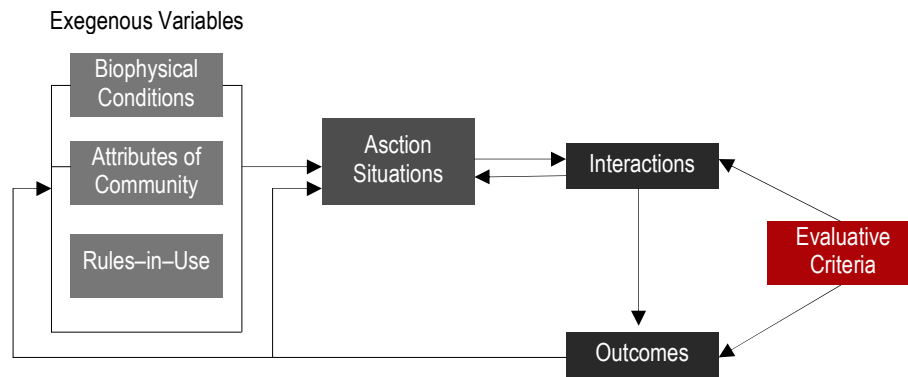 Exegenous Variables
Biophysical
Conditions
Attributes of
Community
Rules–in–Use
Asction
Situations
Interactions
Evaluative
Criteria
Outcomes